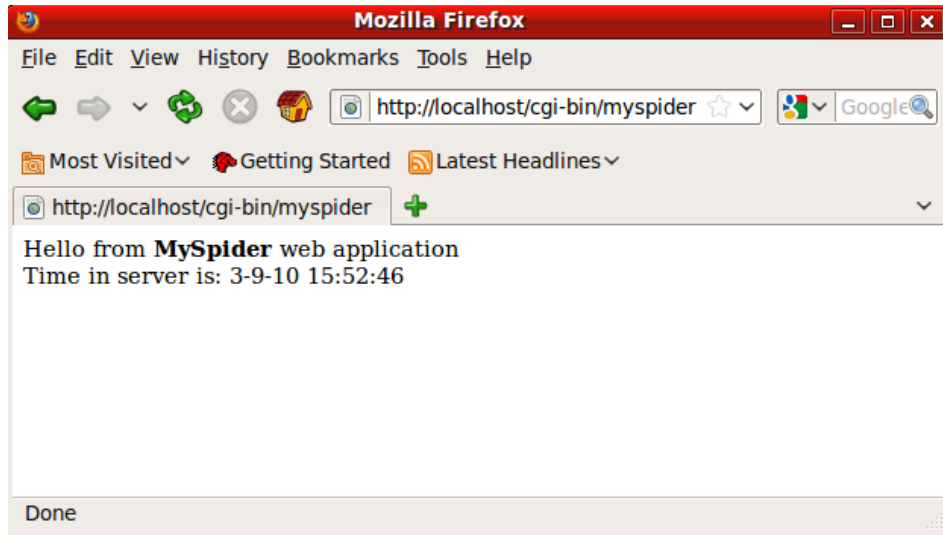 Mozilla Firefox
File Edit View History Bookmarks Tools Help
http://localhost/cgi-bin/myspider Google
Most Visited Getting Started Latest Headlines
http://localhost/cgi-bin/myspider
Hello from MySpider web application
Time in server is: 3-9-10 15:52:46
Done